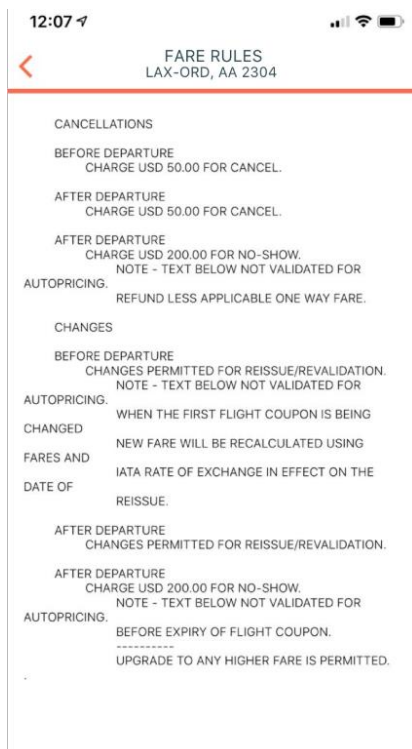 12:07
FARE RULES
LAX-ORD, AA 2304
CANCELLATIONS
BEFORE DEPARTURE
CHARGE USD 50.00 FOR CANCEL.
AFTER DEPARTURE
CHARGE USD 50.00 FOR CANCEL.
AFTER DEPARTURE
CHARGE USD 200.00 FOR NO-SHOW.
NOTE - TEXT BELOW NOT VALIDATED FOR
AUTOPRICING.
REFUND LESS APPLICABLE ONE WAY FARE.
CHANGES
BEFORE DEPARTURE
CHANGES PERMITTED FOR REISSUE/REVALIDATION.
NOTE - TEXT BELOW NOT VALIDATED FOR
AUTOPRICING.
WHEN THE FIRST FLIGHT COUPON IS BEING
CHANGED
NEW FARE WILL BE RECALCULATED USING
FARES AND
IATA RATE OF EXCHANGE IN EFFECT ON THE
DATE OF
REISSUE.
AFTER DEPARTURE
CHANGES PERMITTED FOR REISSUE/REVALIDATION.
AFTER DEPARTURE
CHARGE USD 200.00 FOR NO-SHOW.
NOTE - TEXT BELOW NOT VALIDATED FOR
AUTOPRICING.
BEFORE EXPIRY OF FLIGHT COUPON.
----------
UPGRADE TO ANY HIGHER FARE IS PERMITTED.
.